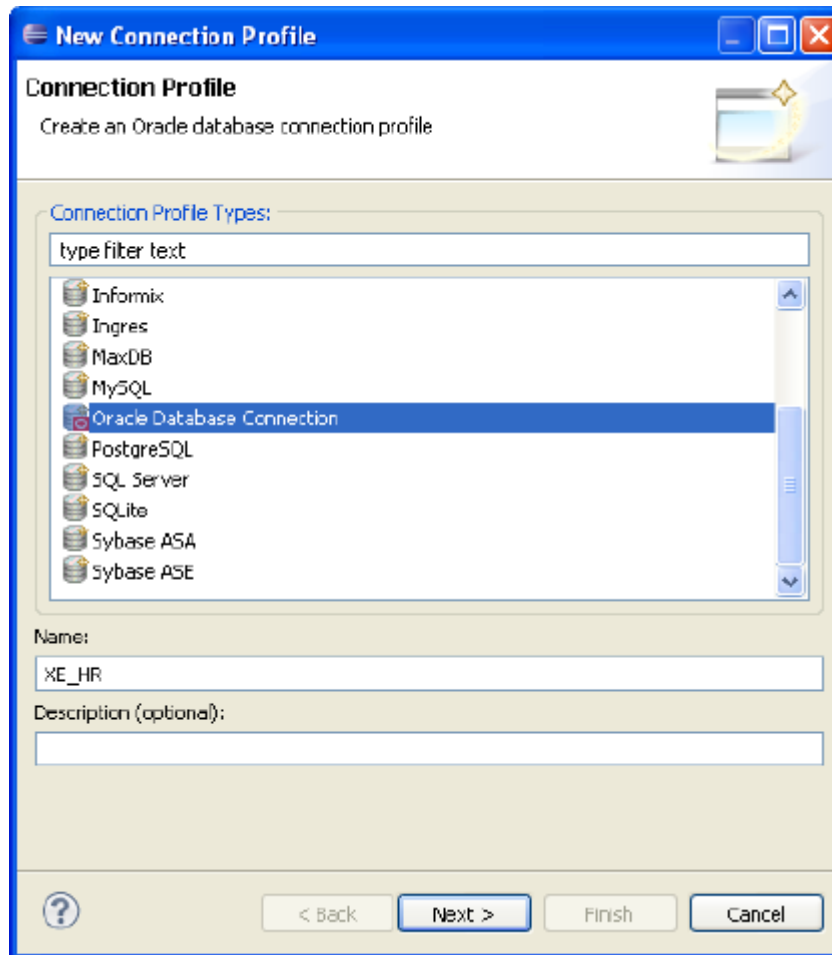 New Connection Profile
Connection Profile
Create an Oracle database connection profile
Connection Profile Types:
type filter text
Informix
Ingres
MaxDB
MySQL
Oracle Database Connection
PostgreSQL
SQL Server
SQLite
Sybase ASA
Sybase ASE
Name:
XE_HR
Description (optional):
? < Back Next > Finish Cancel